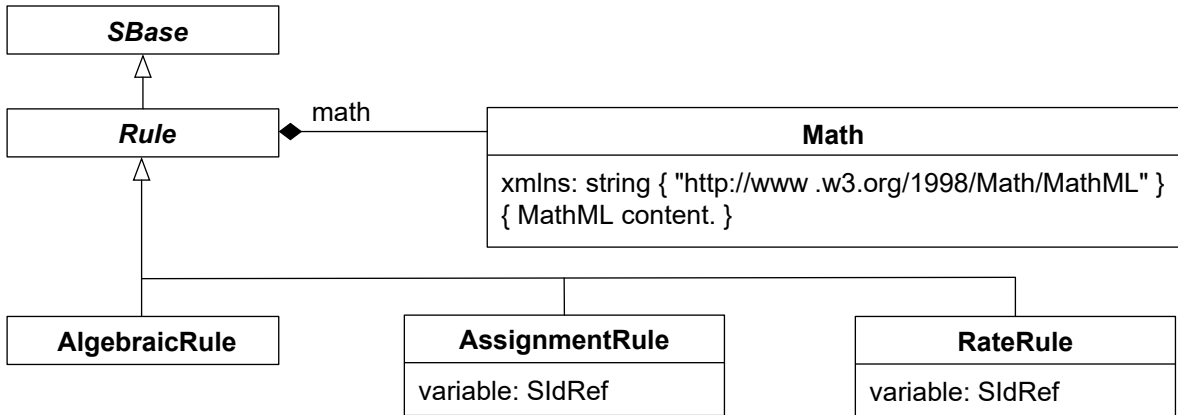 SBase
Rule
math
Math
xmlns: string { "http://www .w3.org/1998/Math/MathML" }
{ MathML content. }
AlgebraicRule
AssignmentRule
variable: SIdRef
RateRule
variable: SIdRef